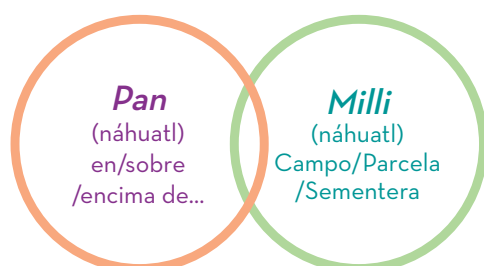 Pan
(náhuatl)
en/sobre
/encima de...
Milli
(náhuatl)
Campo/Parcela
/Sementera